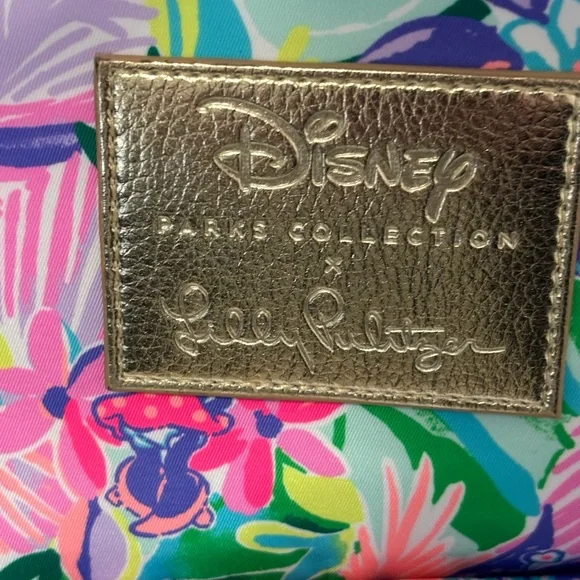 Disney
PARKS COLLECTION
×
Lilly Pulitzer